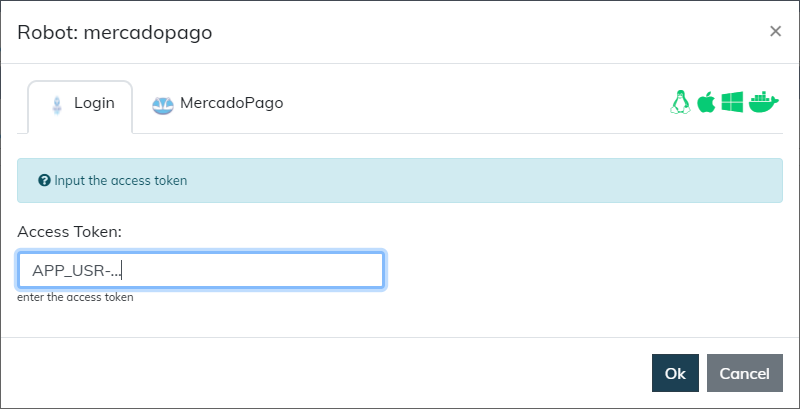 Robot: mercadopago
×
Login
MercadoPago
? Input the access token
Access Token:
APP_USR-...
enter the access token
Ok
Cancel